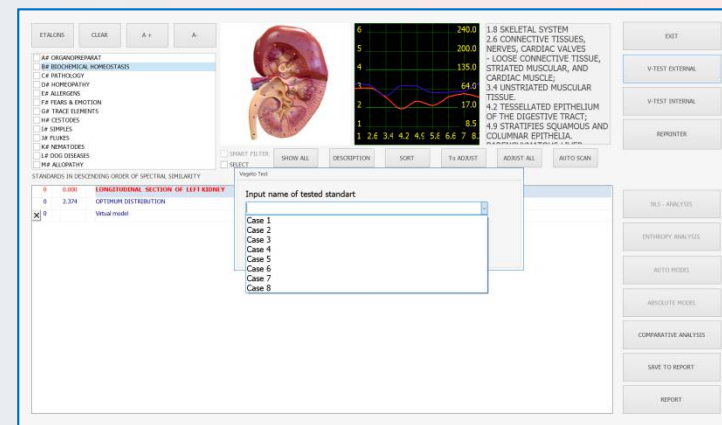 ETALONS
CLEAR
A +
A-
A# ORGANOPREPARAT
B# BIOCHEMICAL HOMEOSTASIS
C# PATHOLOGY
D# HOMEOPATHY
E# ALLERGENS
F# FEARS & EMOTION
G# TRACE ELEMENTS
H# CESTODES
I# SIMPLES
J# FLUKES
K# NEMATODES
L# DOG DISEASES
M# ALLOPATHY
6 240.0
5 200.0
4 135.0
3 64.0
2 17.0
1 8.5
1 2.6 3.4 4.2 4.9 5.8 6.6 7 8.
1.8 SKELETAL SYSTEM
2.6 CONNECTIVE TISSUES,
NERVES, CARDIAC VALVES
- LOOSE CONNECTIVE TISSUE,
STRIATED MUSCULAR, AND
CARDIAC MUSCLE;
3.4 UNSTRIATED MUSCULAR
TISSUE.
4.2 TESSELLATED EPITHELIUM
OF THE DIGESTIVE TRACT;
4.9 STRATIFIES SQUAMOUS AND
COLUMNAR EPITHELIA.
EXIT
V-TEST EXTERNAL
V-TEST INTERNAL
REPRINTER
SMART FILTER
SELECT
SHOW ALL
DESCRIPTION
SORT
To ADJUST
ADJUST ALL
AUTO SCAN
STANDARDS IN DESCENDING ORDER OF SPECTRAL SIMILARITY
0 0.000 LONGITUDINAL SECTION OF LEFT KIDNEY
0 2.374 OPTIMUM DISTRIBUTION
X 0 Virtual model
Vegeto Test
Input name of tested standart
Case 1
Case 2
Case 3
Case 4
Case 5
Case 6
Case 7
Case 8
NLS - ANALYSIS
ENTHROPY ANALYSIS
AUTO MODEL
ABSOLUTE MODEL
COMPARATIVE ANALYSIS
SAVE TO REPORT
REPORT